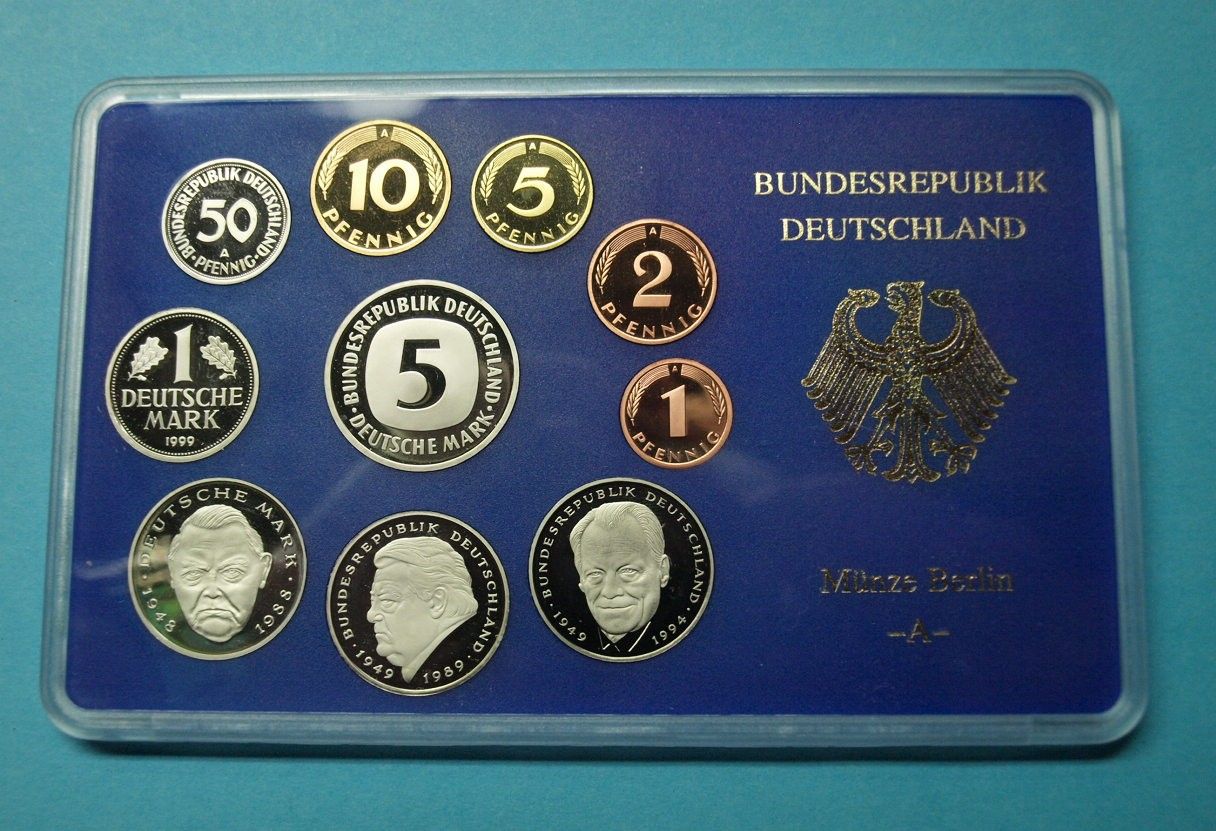 BUNDESREPUBLIK DEUTSCHLAND
50
A
·PFENNIG·
A
10
PFENNIG
A
5
PFENNIG
A
2
PFENNIG
A
1
PFENNIG
1
DEUTSCHE
MARK
1999
·BUNDESREPUBLIK DEUTSCHLAND·
5
DEUTSCHE MARK
DEUTSCHE MARK
·1948
1988·
BUNDESREPUBLIK DEUTSCHLAND
·1949
1989·
BUNDESREPUBLIK DEUTSCHLAND
·1949
1994·
BUNDESREPUBLIK
DEUTSCHLAND
Münze Berlin
-A-